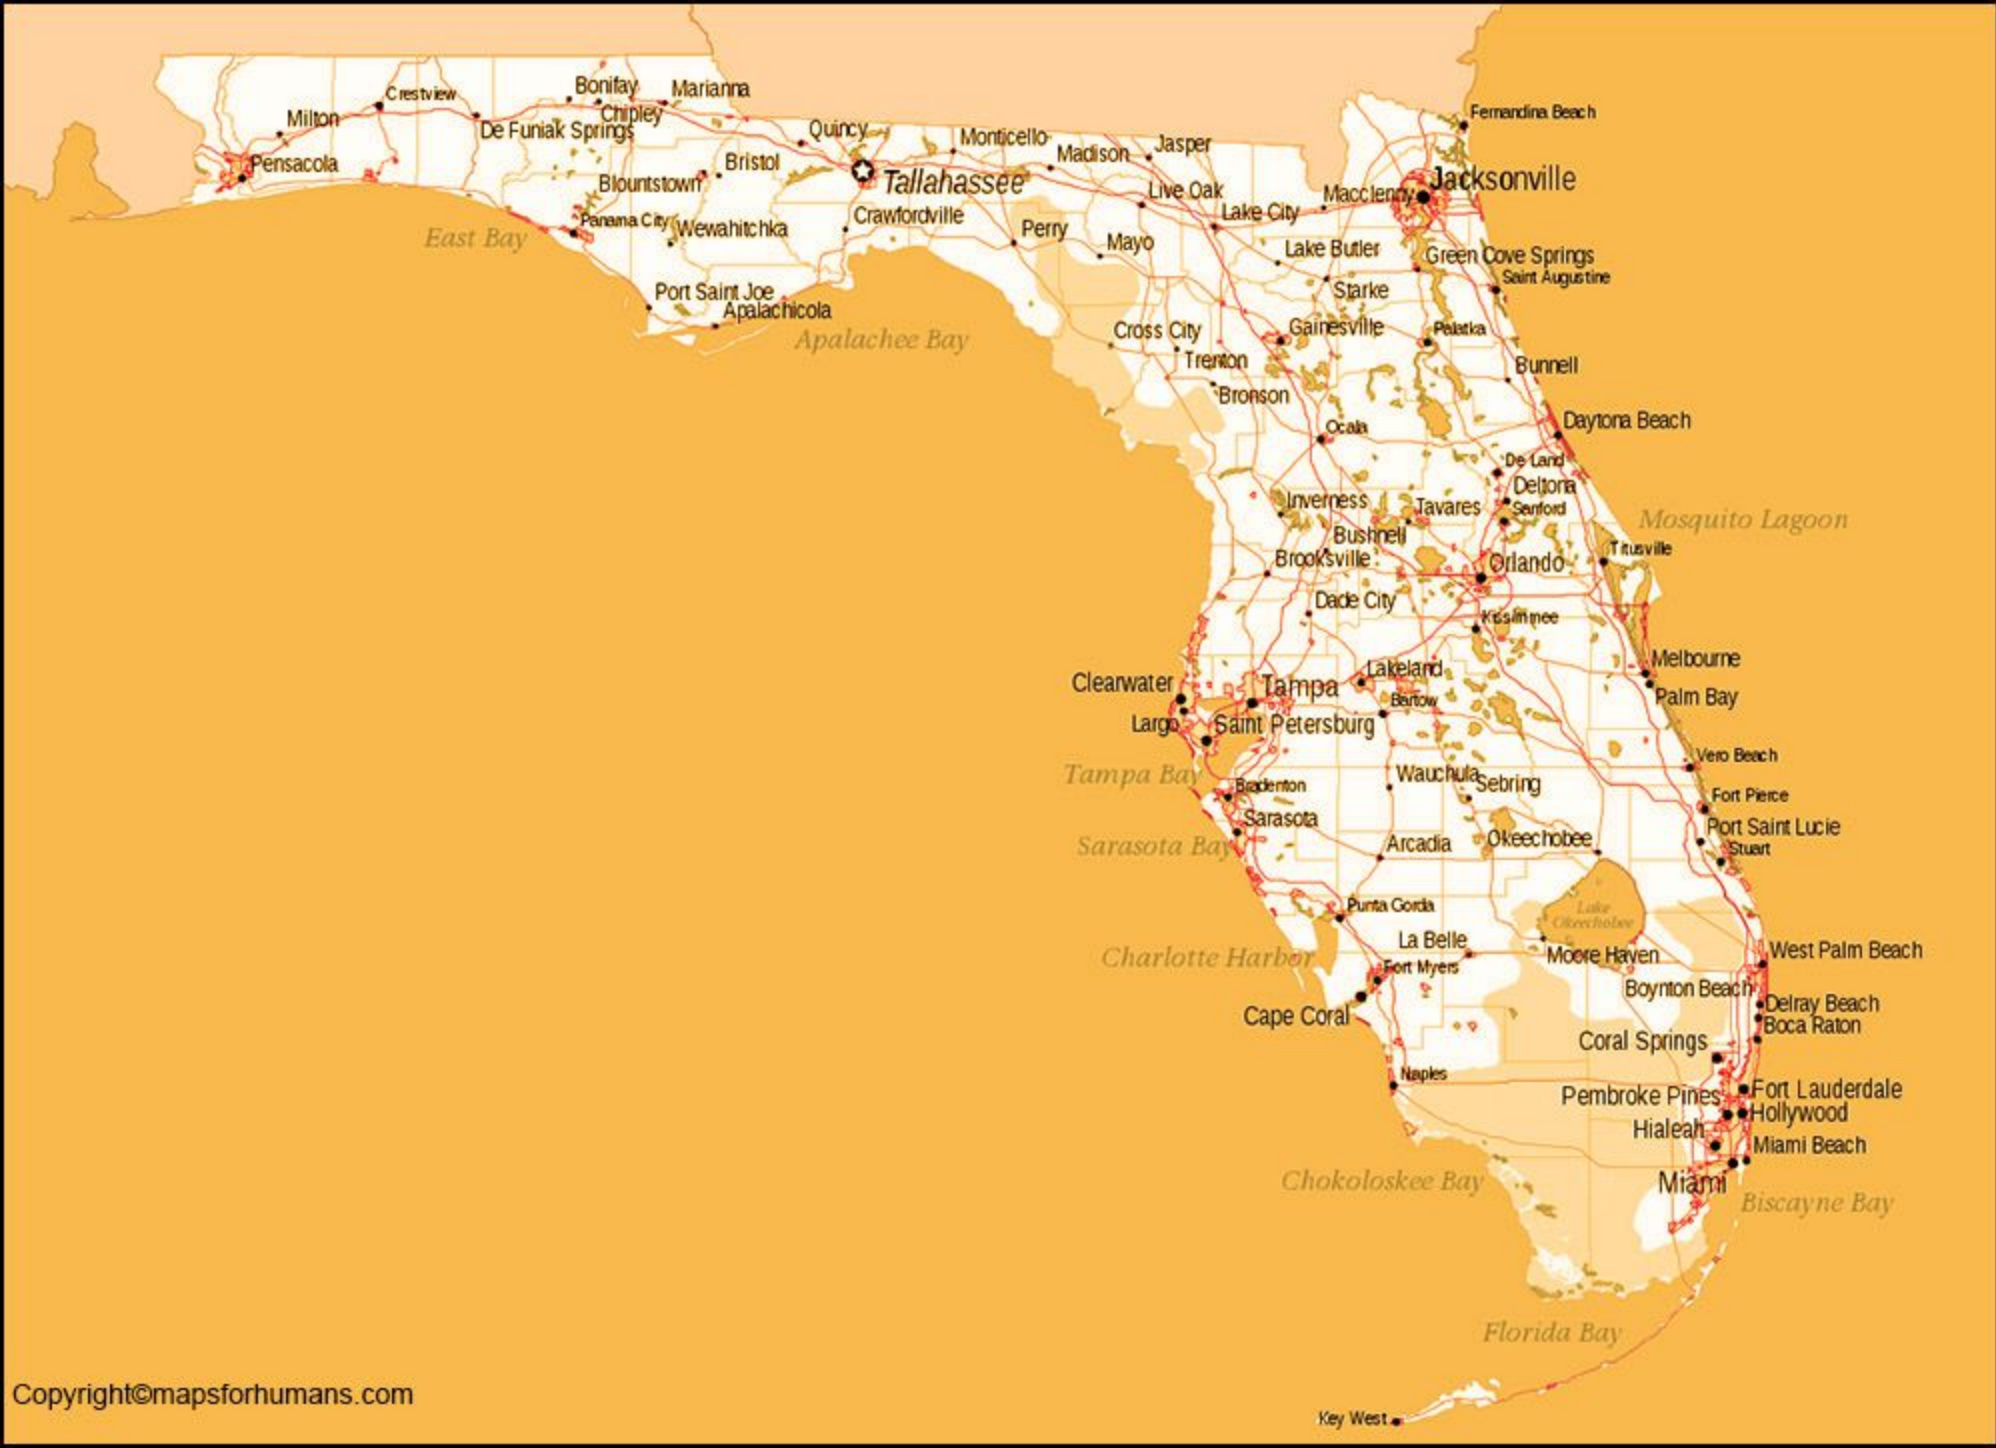 Bonifay
Marianna
Crestview
Chipley
Milton
De Funiak Springs
Quincy
Fernandina Beach
Monticello
Jasper
Madison
Pensacola
Bristol
Blountstown
Tallahassee
Live Oak
Macclenny
Jacksonville
Lake City
Crawfordville
Panama City
Wewahitchka
Perry
Mayo
East Bay
Lake Butler
Green Cove Springs
Saint Augustine
Port Saint Joe
Starke
Apalachicola
Apalachee Bay
Cross City
Gainesville
Palatka
Trenton
Bunnell
Bronson
Ocala
Daytona Beach
De Land
Deltona
Inverness
Tavares
Sanford
Mosquito Lagoon
Bushnell
Titusville
Brooksville
Orlando
Dade City
Kissimmee
Melbourne
Lakeland
Clearwater
Tampa
Palm Bay
Bartow
Largo
Saint Petersburg
Vero Beach
Tampa Bay
Wauchula
Sebring
Bradenton
Fort Pierce
Sarasota
Port Saint Lucie
Sarasota Bay
Arcadia
Okeechobee
Stuart
Punta Gorda
Lake
Okeechobee
La Belle
West Palm Beach
Charlotte Harbor
Moore Haven
Fort Myers
Boynton Beach
Delray Beach
Cape Coral
Boca Raton
Coral Springs
Naples
Fort Lauderdale
Pembroke Pines
Hollywood
Hialeah
Miami Beach
Chokoloskee Bay
Miami
Biscayne Bay
Florida Bay
Copyright©mapsforhumans.com
Key West